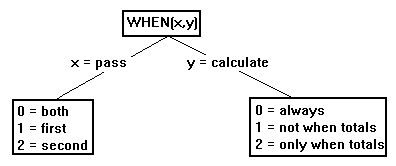 WHEN(x,y)
x = pass
y = calculate
0 = both
1 = first
2 = second
0 = always
1 = not when totals
2 = only when totals